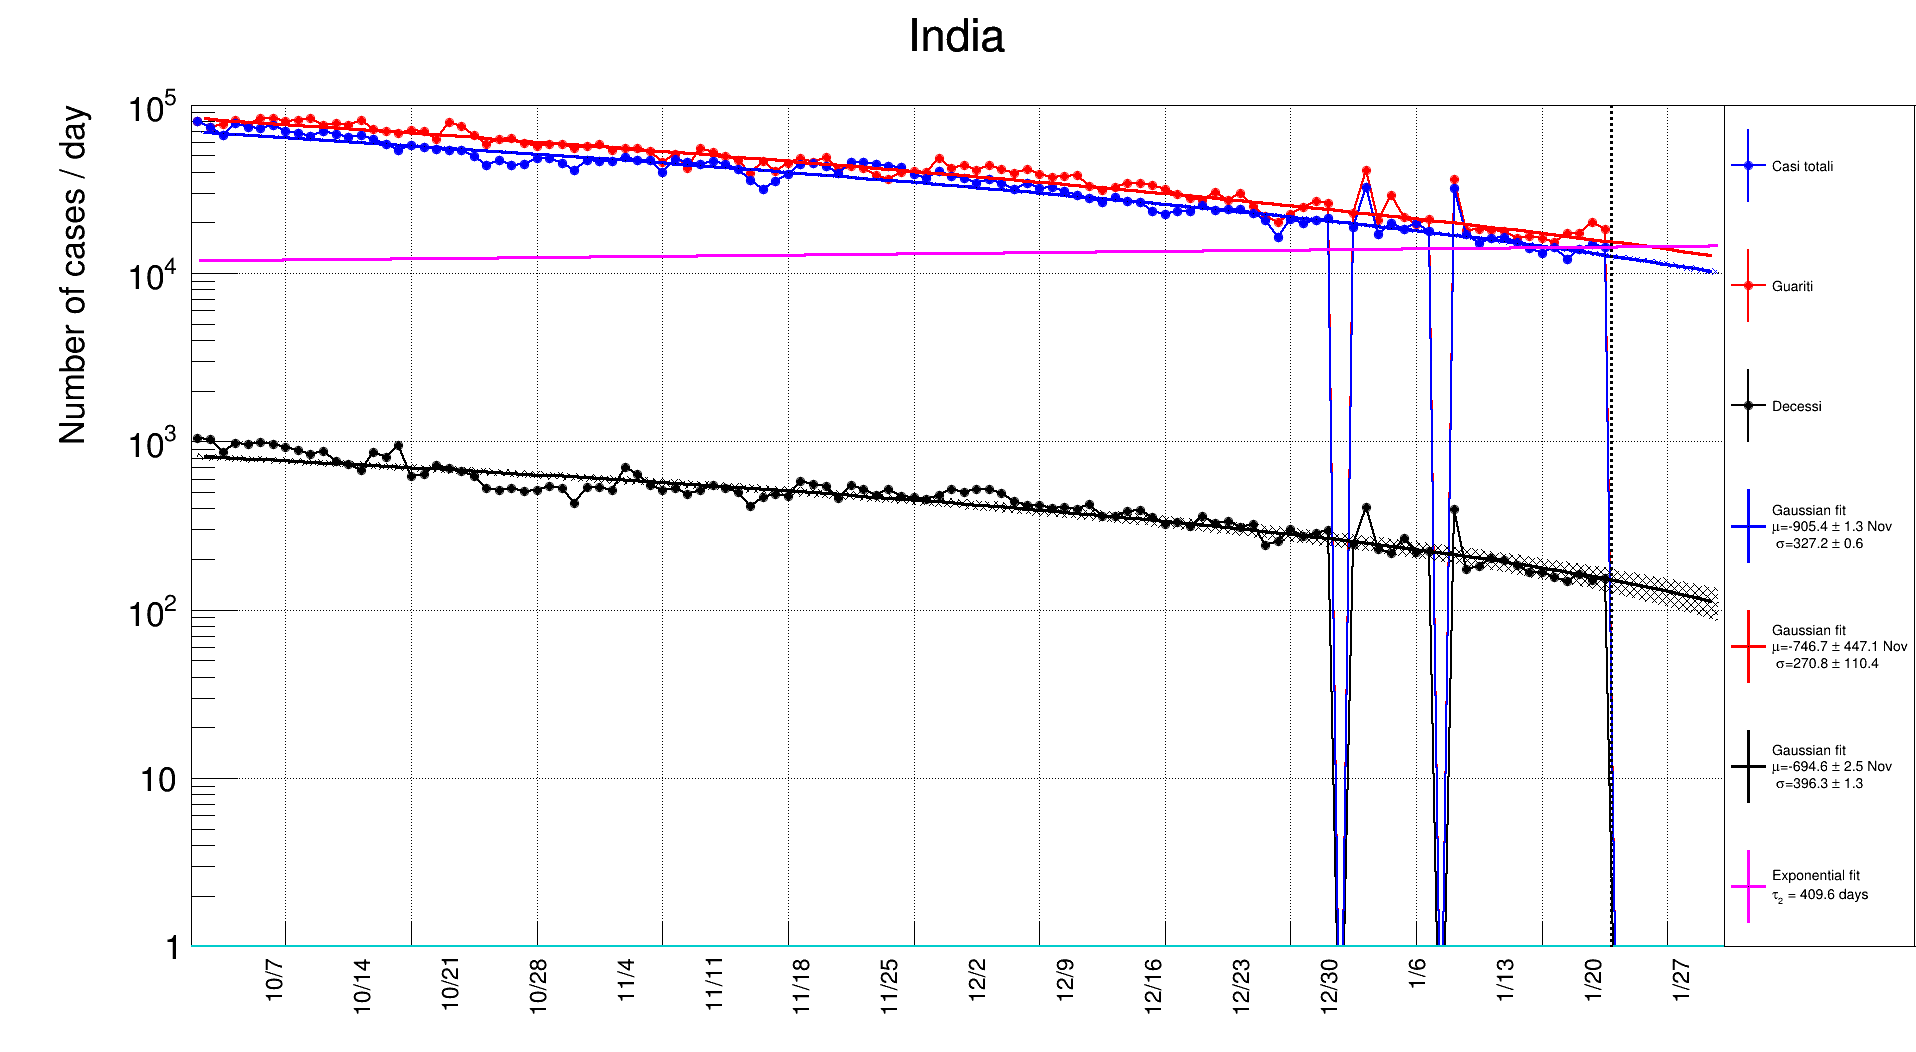 India
Number of cases / day
10^5
10^4
10^3
10^2
10
1
10/7
10/14
10/21
10/28
11/4
11/11
11/18
11/25
12/2
12/9
12/16
12/23
12/30
1/6
1/13
1/20
1/27
Casi totali
Guariti
Decessi
Gaussian fit
μ=-905.4 ± 1.3 Nov
σ=327.2 ± 0.6
Gaussian fit
μ=-746.7 ± 447.1 Nov
σ=270.8 ± 110.4
Gaussian fit
μ=-694.6 ± 2.5 Nov
σ=396.3 ± 1.3
Exponential fit
τ₂ = 409.6 days